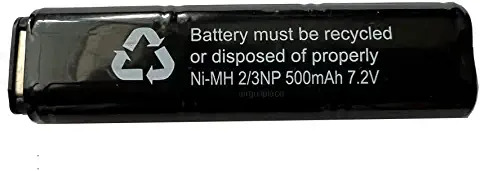 Battery must be recycled
or disposed of properly
Ni-MH 2/3NP 500mAh 7.2V